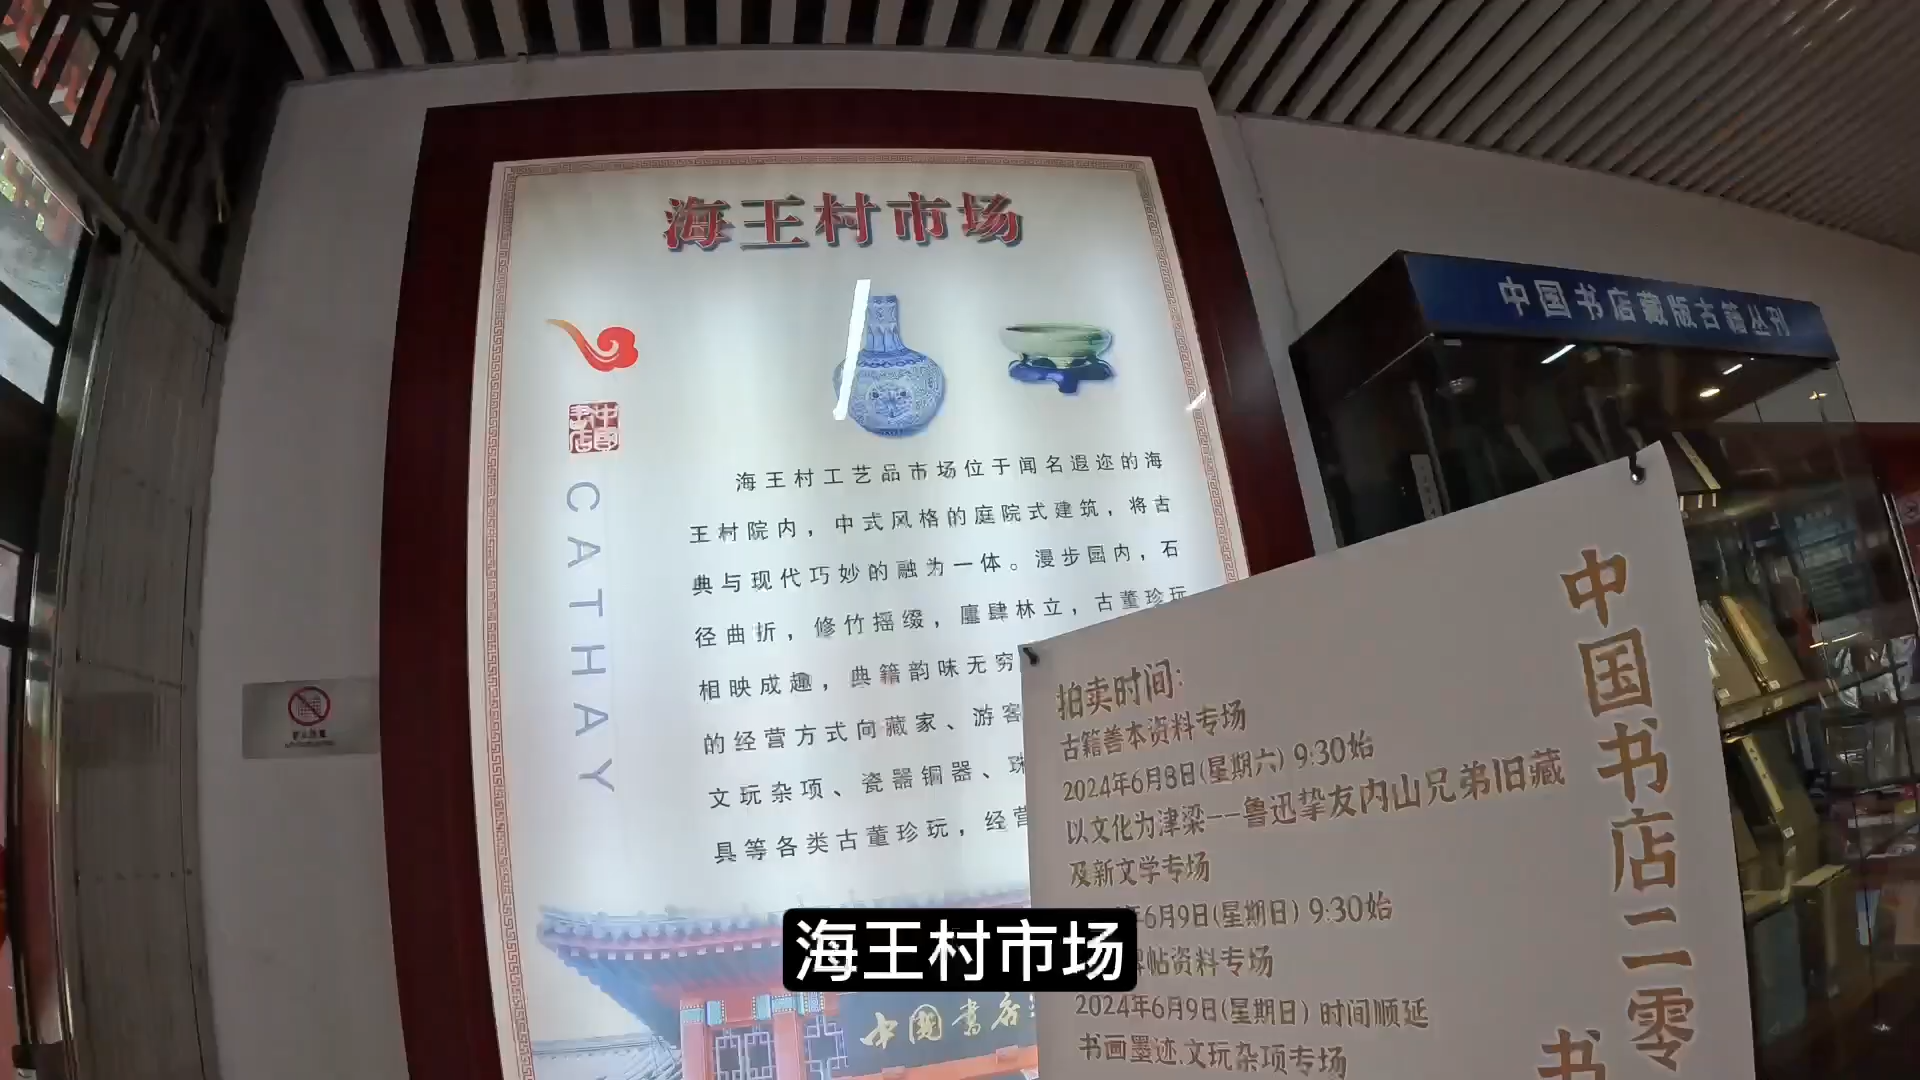 海王村市场
中国书店
CATHAY
海王村工艺品市场位于闻名遐迩的海
王村院内，中式风格的庭院式建筑，将古
典与现代巧妙的融为一体。漫步园内，石
径曲折，修竹摇缀，廛肆林立，古董珍玩
相映成趣，典籍韵味无穷
的经营方式向藏家、游客
文玩杂项、瓷器铜器、珠
具等各类古董珍玩，经营
中國書店
中国书店藏版古籍丛刊
中国书店二零
书
拍卖时间:
古籍善本资料专场
2024年6月8日(星期六) 9:30始
以文化为津梁——鲁迅挚友内山兄弟旧藏
及新文学专场
年6月9日(星期日) 9:30始
碑帖资料专场
2024年6月9日(星期日) 时间顺延
书画墨迹.文玩杂项专场
海王村市场